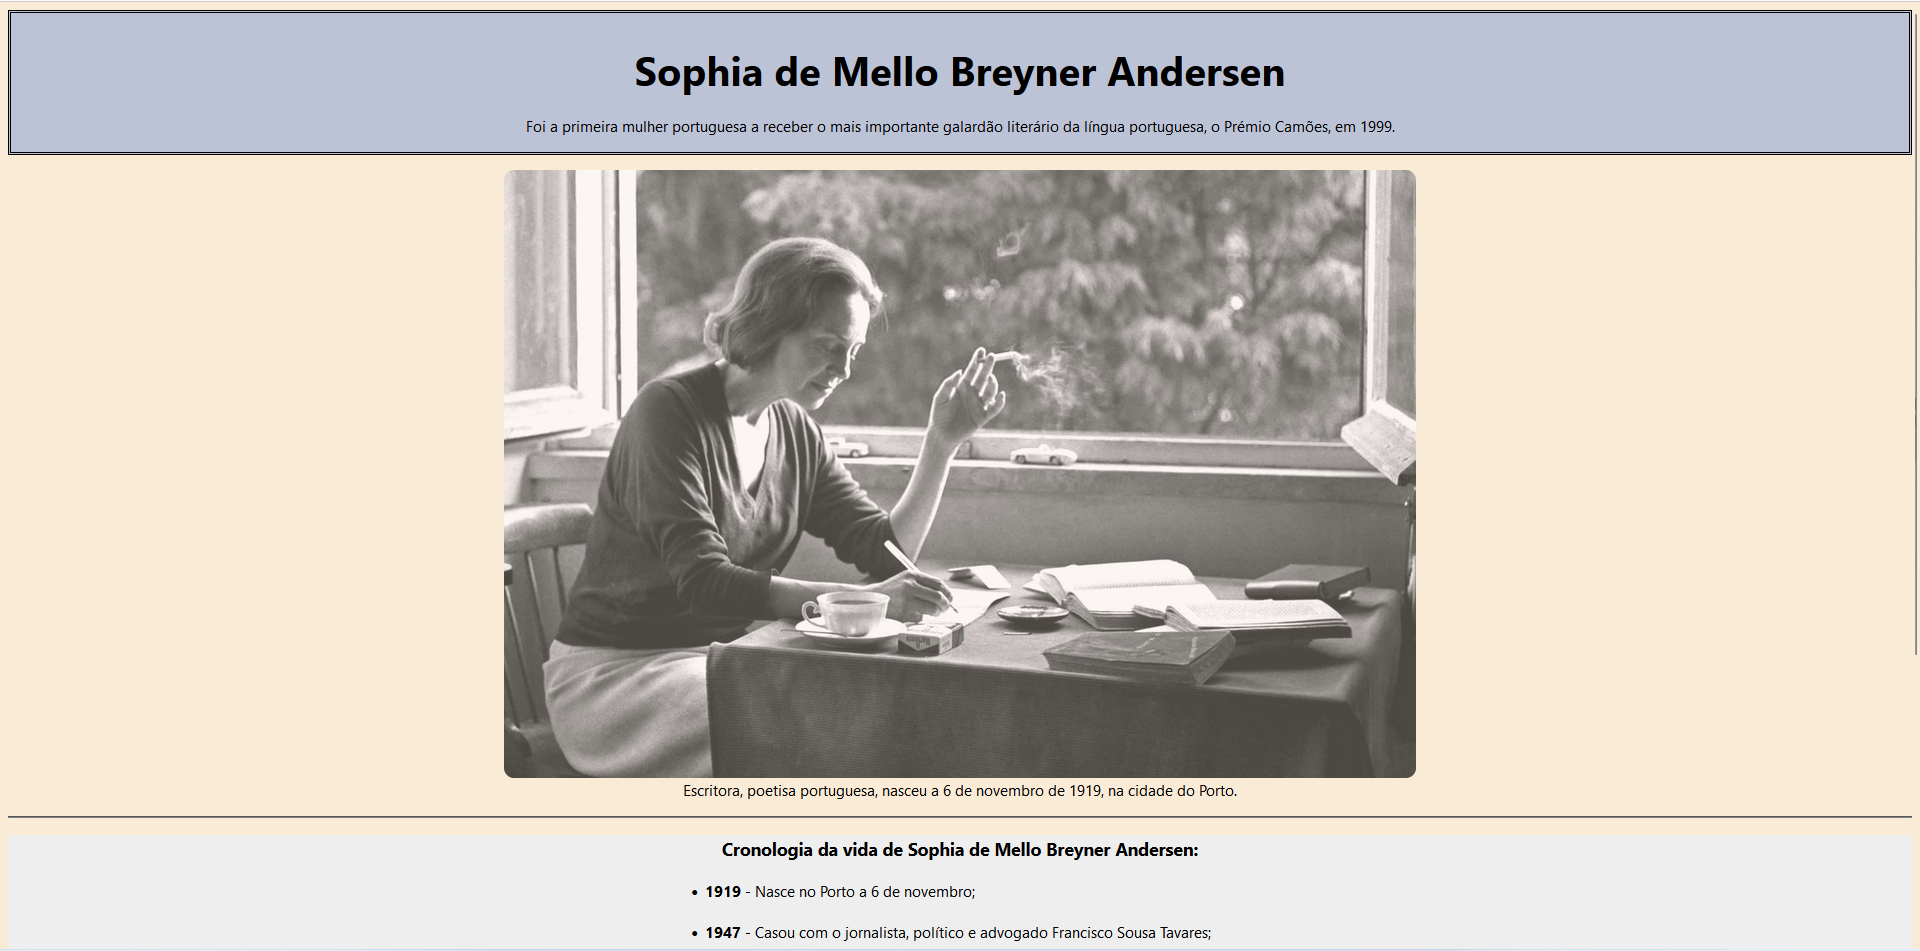 Sophia de Mello Breyner Andersen
Foi a primeira mulher portuguesa a receber o mais importante galardão literário da língua portuguesa, o Prémio Camões, em 1999.
Escritora, poetisa portuguesa, nasceu a 6 de novembro de 1919, na cidade do Porto.
Cronologia da vida de Sophia de Mello Breyner Andersen:
• 1919 - Nasce no Porto a 6 de novembro;
• 1947 - Casou com o jornalista, político e advogado Francisco Sousa Tavares;